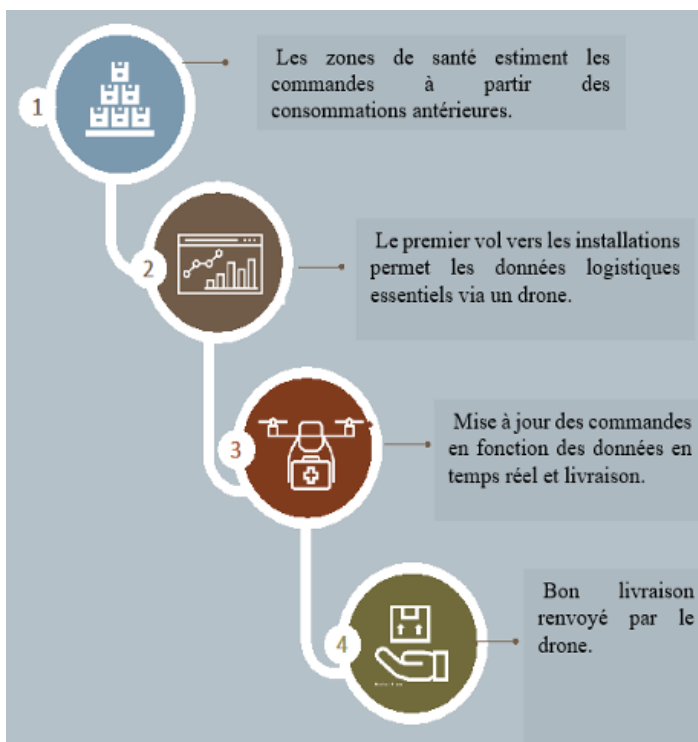 1
Les zones de santé estiment les
commandes à partir des
consommations antérieures.
2
Le premier vol vers les installations
permet les données logistiques
essentiels via un drone.
3
Mise à jour des commandes
en fonction des données en
temps réel et livraison.
4
Bon livraison
renvoyé par le
drone.